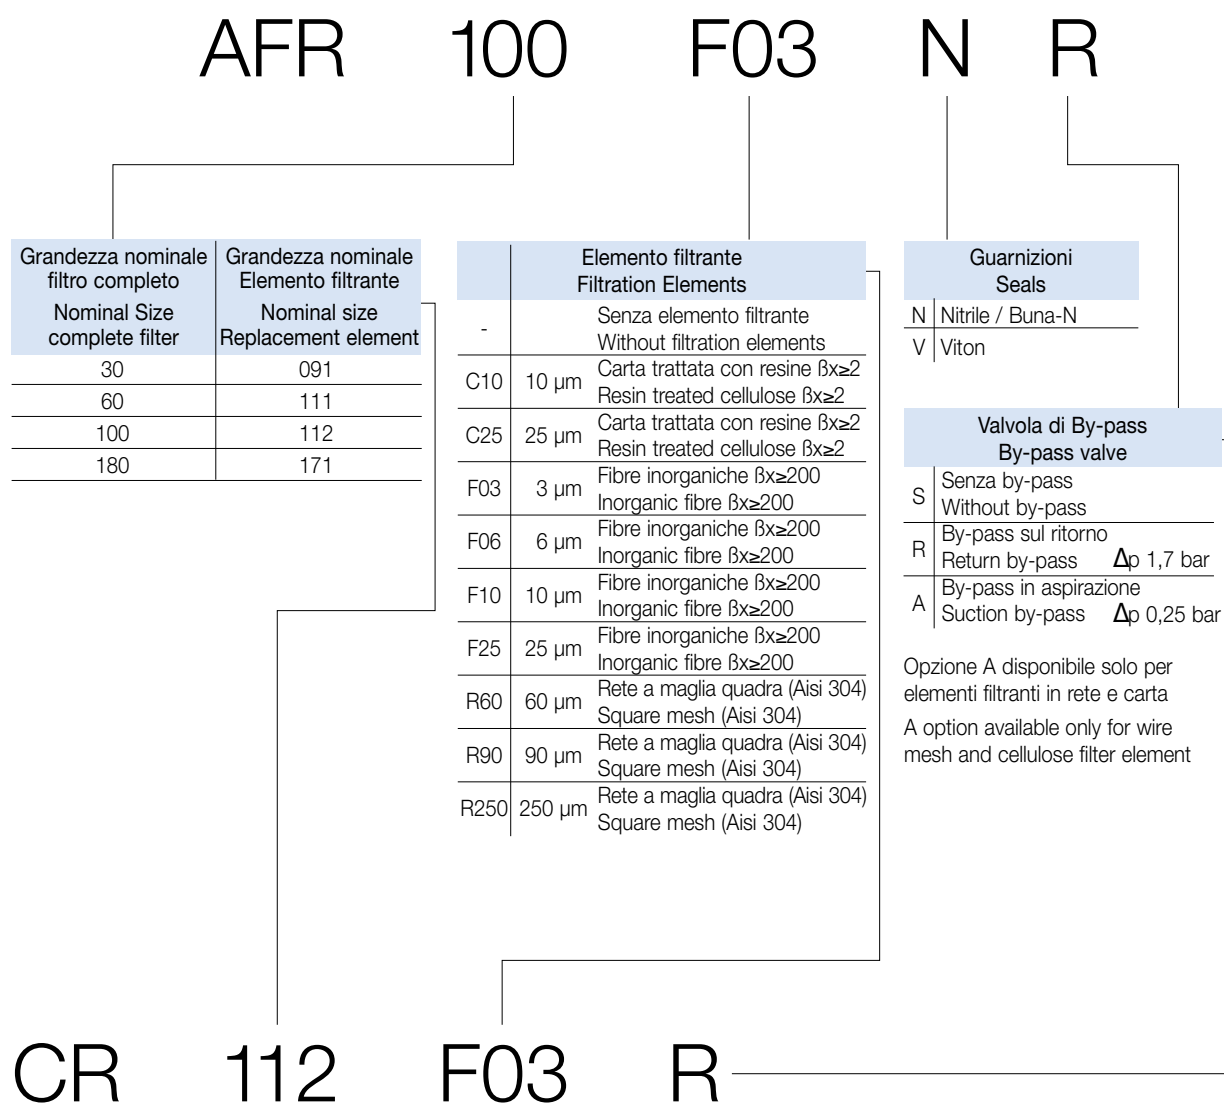 AFR 100 F03 N R
Grandezza nominale filtro completo
Nominal Size complete filter
Grandezza nominale Elemento filtrante
Nominal size Replacement element
30 091
60 111
100 112
180 171
Elemento filtrante
Filtration Elements
- Senza elemento filtrante
Without filtration elements
C10 10 µm Carta trattata con resine ßx≥2
Resin treated cellulose ßx≥2
C25 25 µm Carta trattata con resine ßx≥2
Resin treated cellulose ßx≥2
F03 3 µm Fibre inorganiche ßx≥200
Inorganic fibre ßx≥200
F06 6 µm Fibre inorganiche ßx≥200
Inorganic fibre ßx≥200
F10 10 µm Fibre inorganiche ßx≥200
Inorganic fibre ßx≥200
F25 25 µm Fibre inorganiche ßx≥200
Inorganic fibre ßx≥200
R60 60 µm Rete a maglia quadra (Aisi 304)
Square mesh (Aisi 304)
R90 90 µm Rete a maglia quadra (Aisi 304)
Square mesh (Aisi 304)
R250 250 µm Rete a maglia quadra (Aisi 304)
Square mesh (Aisi 304)
Guarnizioni
Seals
N Nitrile / Buna-N
V Viton
Valvola di By-pass
By-pass valve
S Senza by-pass
Without by-pass
R By-pass sul ritorno
Return by-pass Δp 1,7 bar
A By-pass in aspirazione
Suction by-pass Δp 0,25 bar
Opzione A disponibile solo per
elementi filtranti in rete e carta
A option available only for wire
mesh and cellulose filter element
CR 112 F03 R